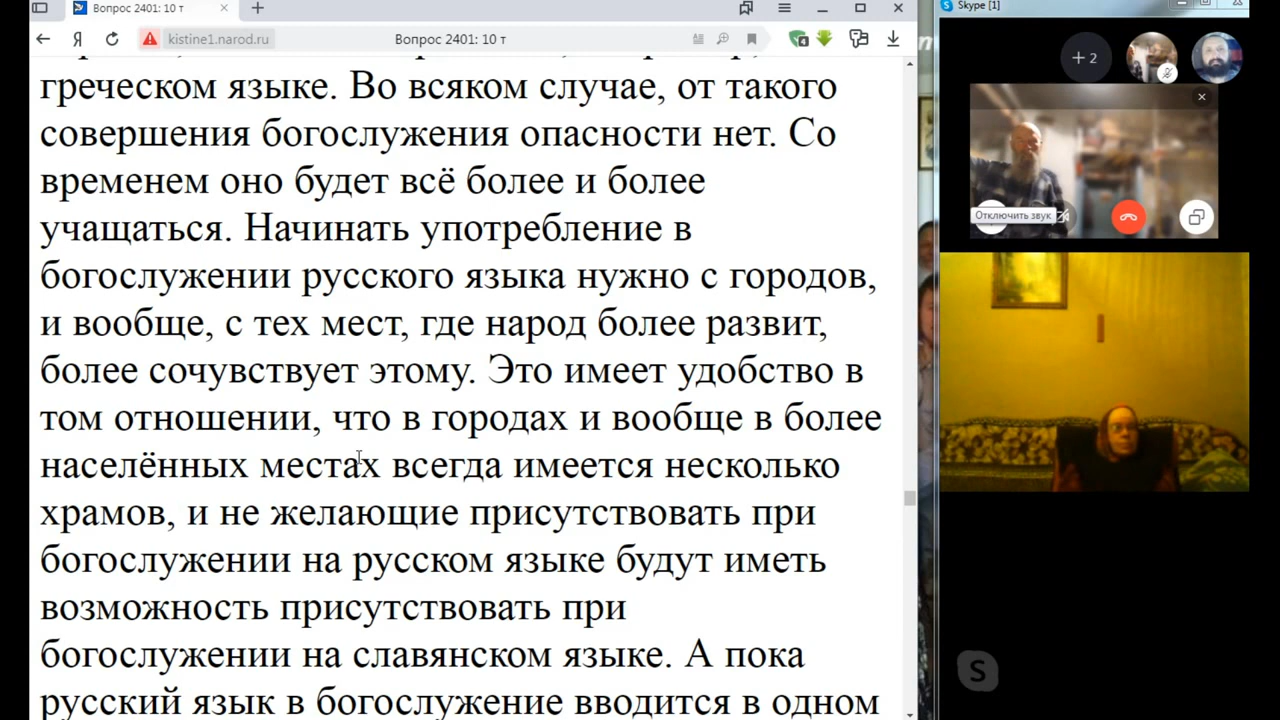 Вопрос 2401: 10 т
Skype [1]
Я
kistine1.narod.ru
Вопрос 2401: 10 т
4
+2
греческом языке. Во всяком случае, от такого
совершения богослужения опасности нет. Со
временем оно будет всё более и более
учащаться. Начинать употребление в
богослужении русского языка нужно с городов,
и вообще, с тех мест, где народ более развит,
более сочувствует этому. Это имеет удобство в
том отношении, что в городах и вообще в более
населённых местах всегда имеется несколько
храмов, и не желающие присутствовать при
богослужении на русском языке будут иметь
возможность присутствовать при
богослужении на славянском языке. А пока
русский язык в богослужение вводится в одном
Отключить звук
S